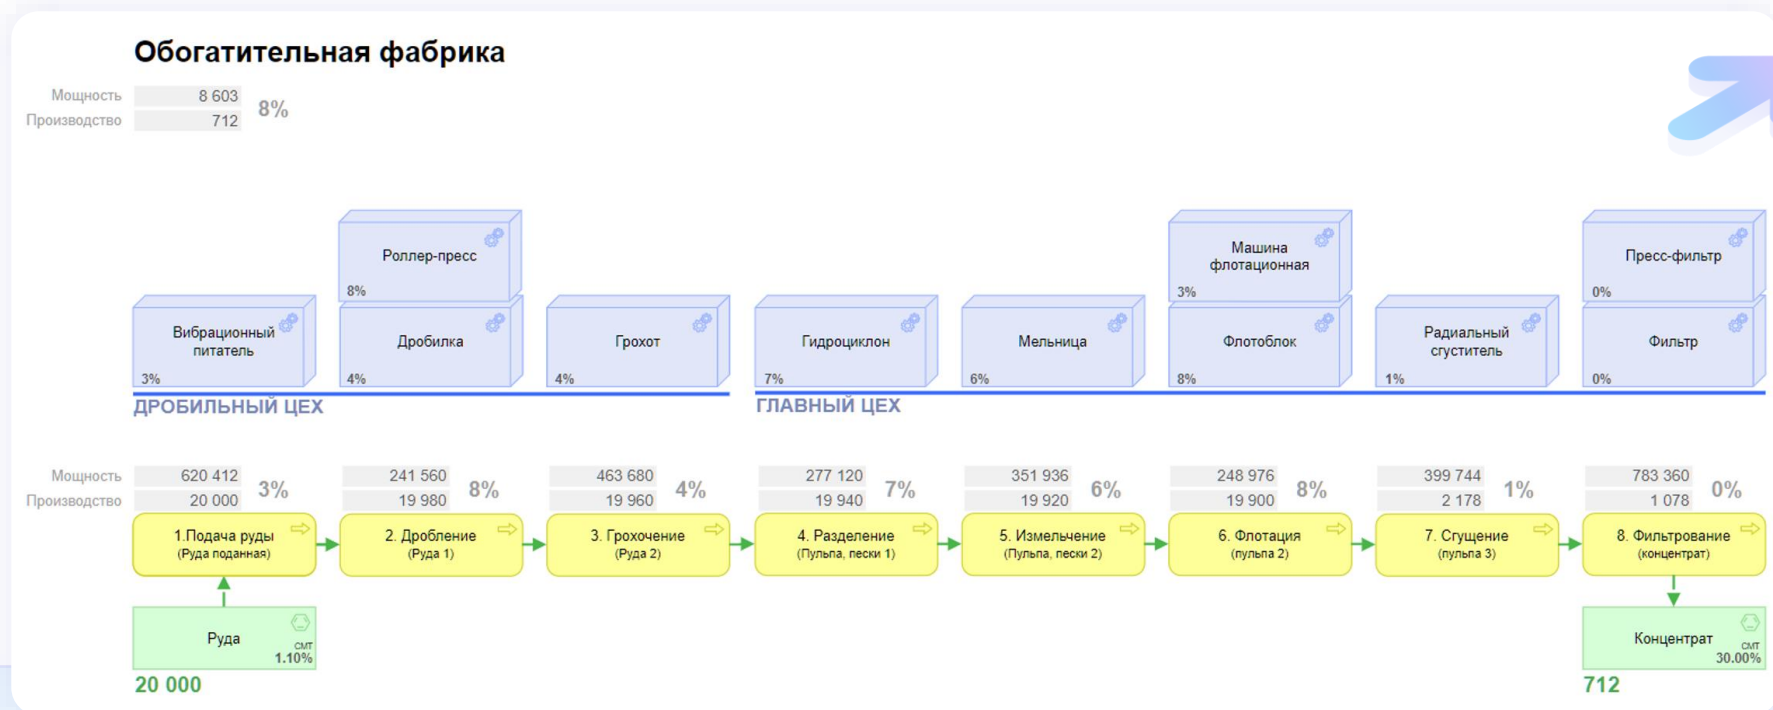 Обогатительная фабрика
Мощность 8 603
8%
Производство 712
Роллер-пресс
8%
Машина
флотационная
3%
Пресс-фильтр
0%
Вибрационный
питатель
3%
Дробилка
4%
Грохот
4%
Гидроциклон
7%
Мельница
6%
Флотоблок
8%
Радиальный
сгуститель
1%
Фильтр
0%
ДРОБИЛЬНЫЙ ЦЕХ
ГЛАВНЫЙ ЦЕХ
Мощность 620 412 241 560 463 680 277 120 351 936 248 976 399 744 783 360
3% 8% 4% 7% 6% 8% 1% 0%
Производство 20 000 19 980 19 960 19 940 19 920 19 900 2 178 1 078
1.Подача руды
(Руда поданная)
2. Дробление
(Руда 1)
3. Грохочение
(Руда 2)
4. Разделение
(Пульпа, пески 1)
5. Измельчение
(Пульпа, пески 2)
6. Флотация
(пульпа 2)
7. Сгущение
(пульпа 3)
8. Фильтрование
(концентрат)
Руда
СМТ
1.10%
20 000
Концентрат
СМТ
30.00%
712